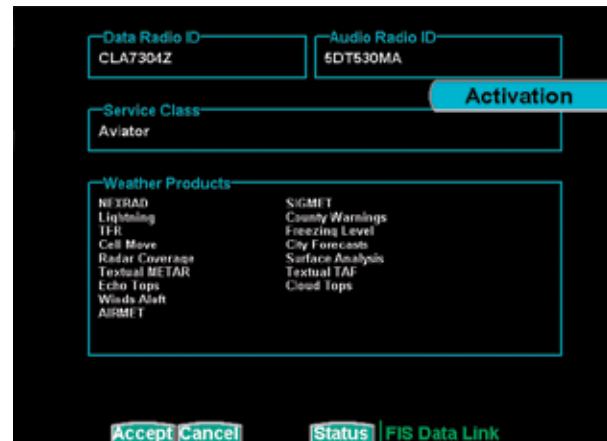 Data Radio ID
CLA7304Z
Audio Radio ID
5DT530MA
Activation
Service Class
Aviator
Weather Products
NEXRAD
Lightning
TFR
Cell Move
Radar Coverage
Textual METAR
Echo Tops
Winds Aloft
AIRMET
SIGMET
County Warnings
Freezing Level
City Forecasts
Surface Analysis
Textual TAF
Cloud Tops
Accept Cancel Status FIS Data Link